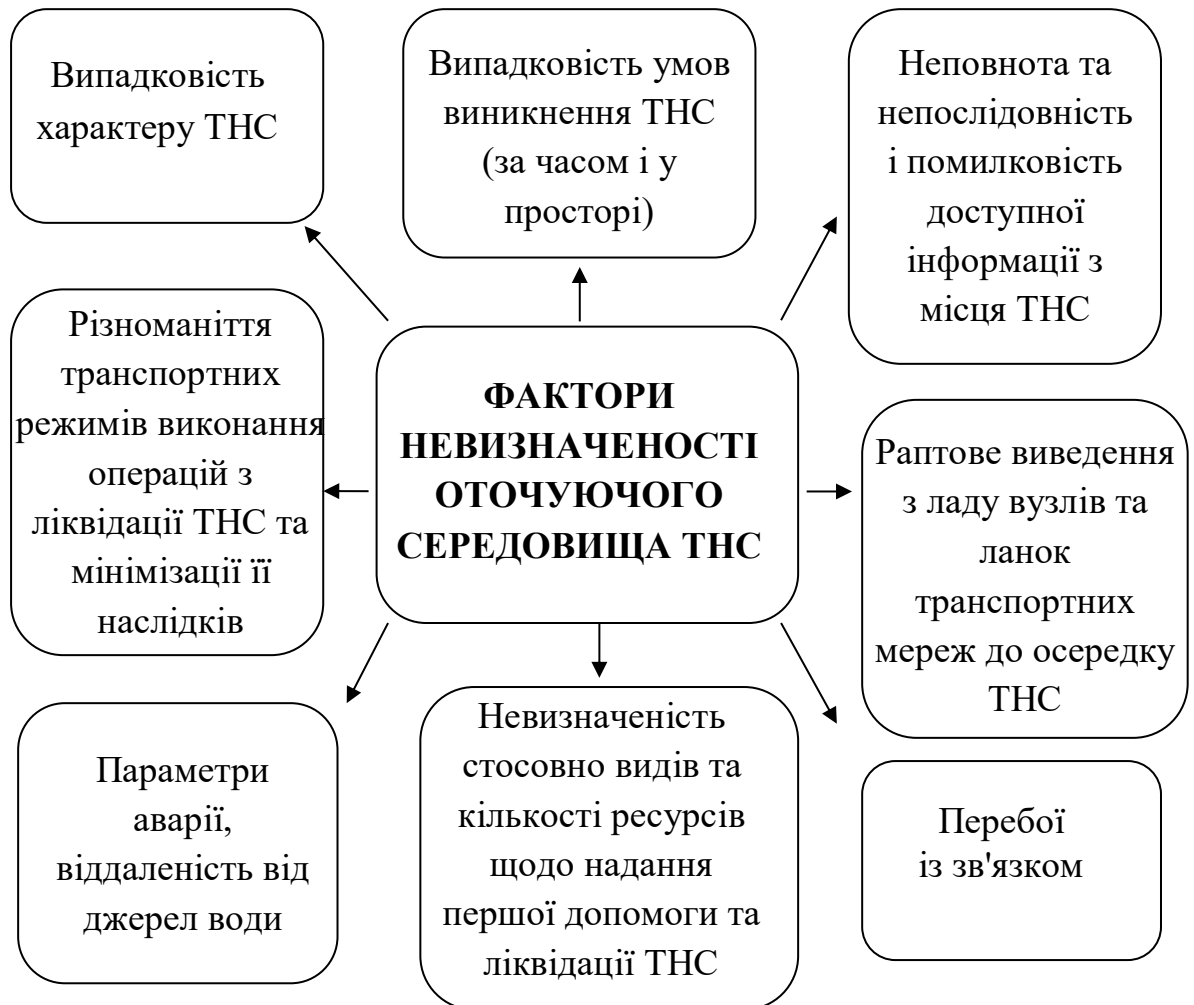 Випадковість
характеру ТНС
Випадковість умов
виникнення ТНС
(за часом і у
просторі)
Неповнота та
непослідовність
і помилковість
доступної
інформації з
місця ТНС
Різноманіття
транспортних
режимів виконання
операцій з
ліквідації ТНС та
мінімізації її
наслідків
ФАКТОРИ
НЕВИЗНАЧЕНОСТІ
ОТОЧУЮЧОГО
СЕРЕДОВИЩА ТНС
Раптове виведення
з ладу вузлів та
ланок
транспортних
мереж до осередку
ТНС
Параметри
аварії,
віддаленість від
джерел води
Невизначеність
стосовно видів та
кількості ресурсів
щодо надання
першої допомоги та
ліквідації ТНС
Перебої
із зв'язком